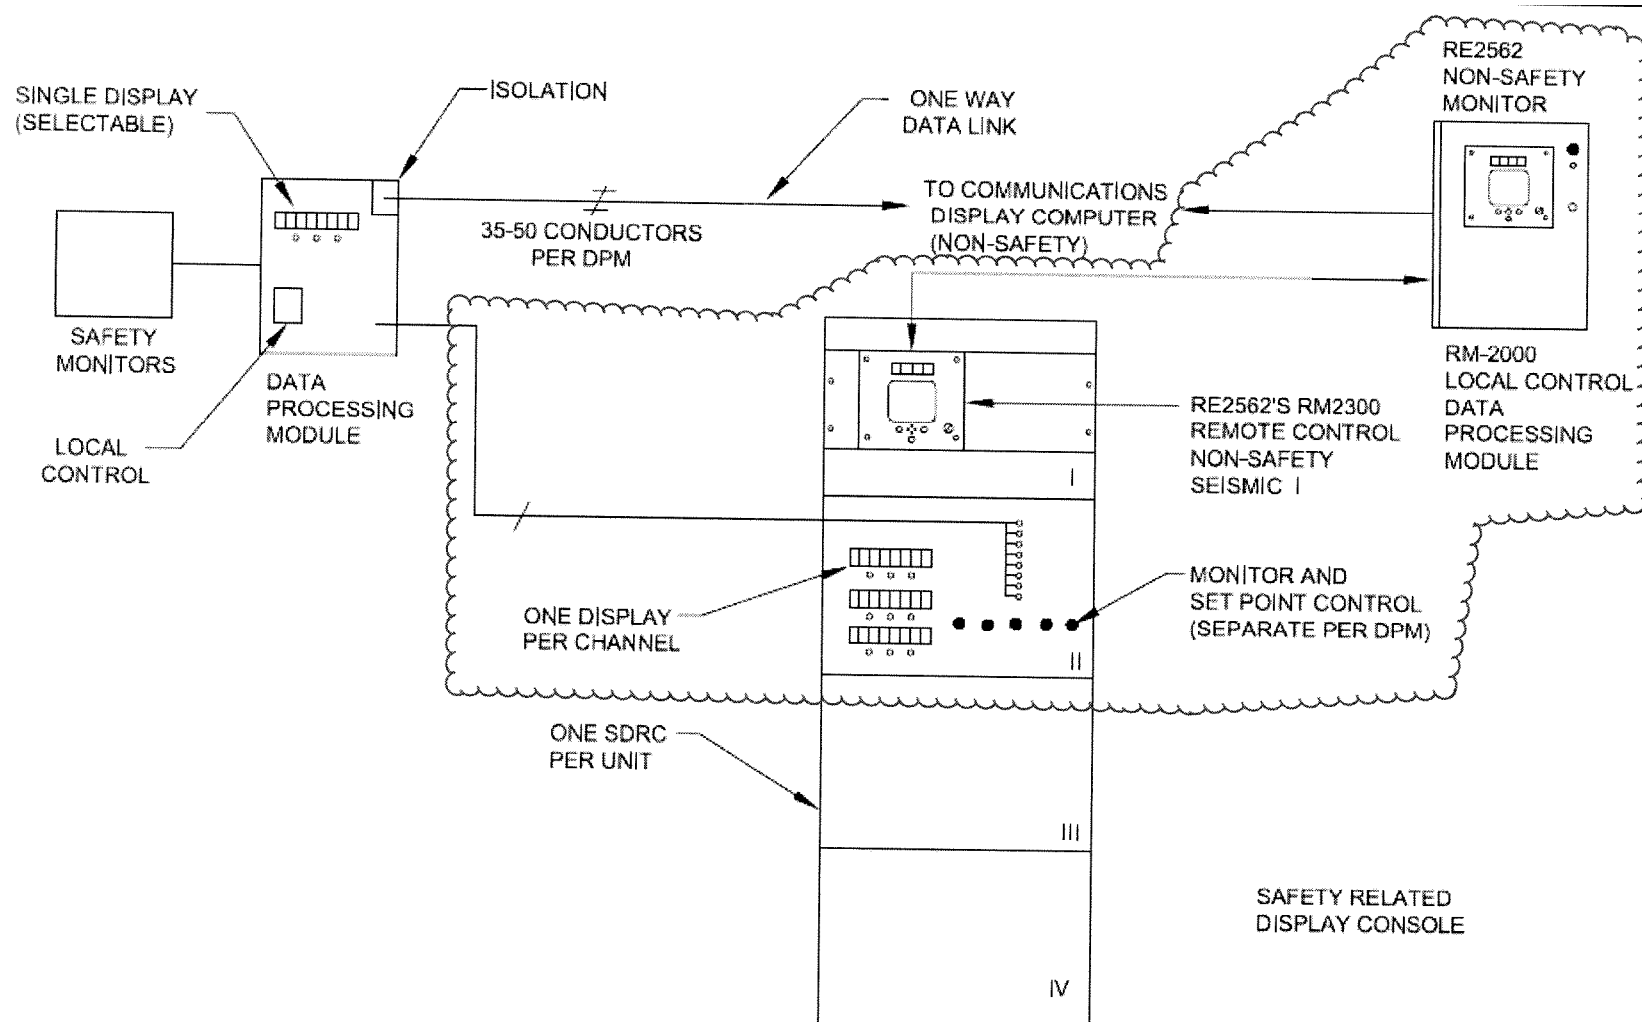 SINGLE DISPLAY
(SELECTABLE)
ISOLATION
ONE WAY
DATA LINK
RE2562
NON-SAFETY
MONITOR
35-50 CONDUCTORS
PER DPM
TO COMMUNICATIONS
DISPLAY COMPUTER
(NON-SAFETY)
SAFETY
MONITORS
DATA
PROCESSING
MODULE
LOCAL
CONTROL
RM-2000
LOCAL CONTROL
DATA
PROCESSING
MODULE
RE2562'S RM2300
REMOTE CONTROL
NON-SAFETY
SEISMIC I
I
ONE DISPLAY
PER CHANNEL
MONITOR AND
SET POINT CONTROL
(SEPARATE PER DPM)
II
ONE SDRC
PER UNIT
III
SAFETY RELATED
DISPLAY CONSOLE
IV